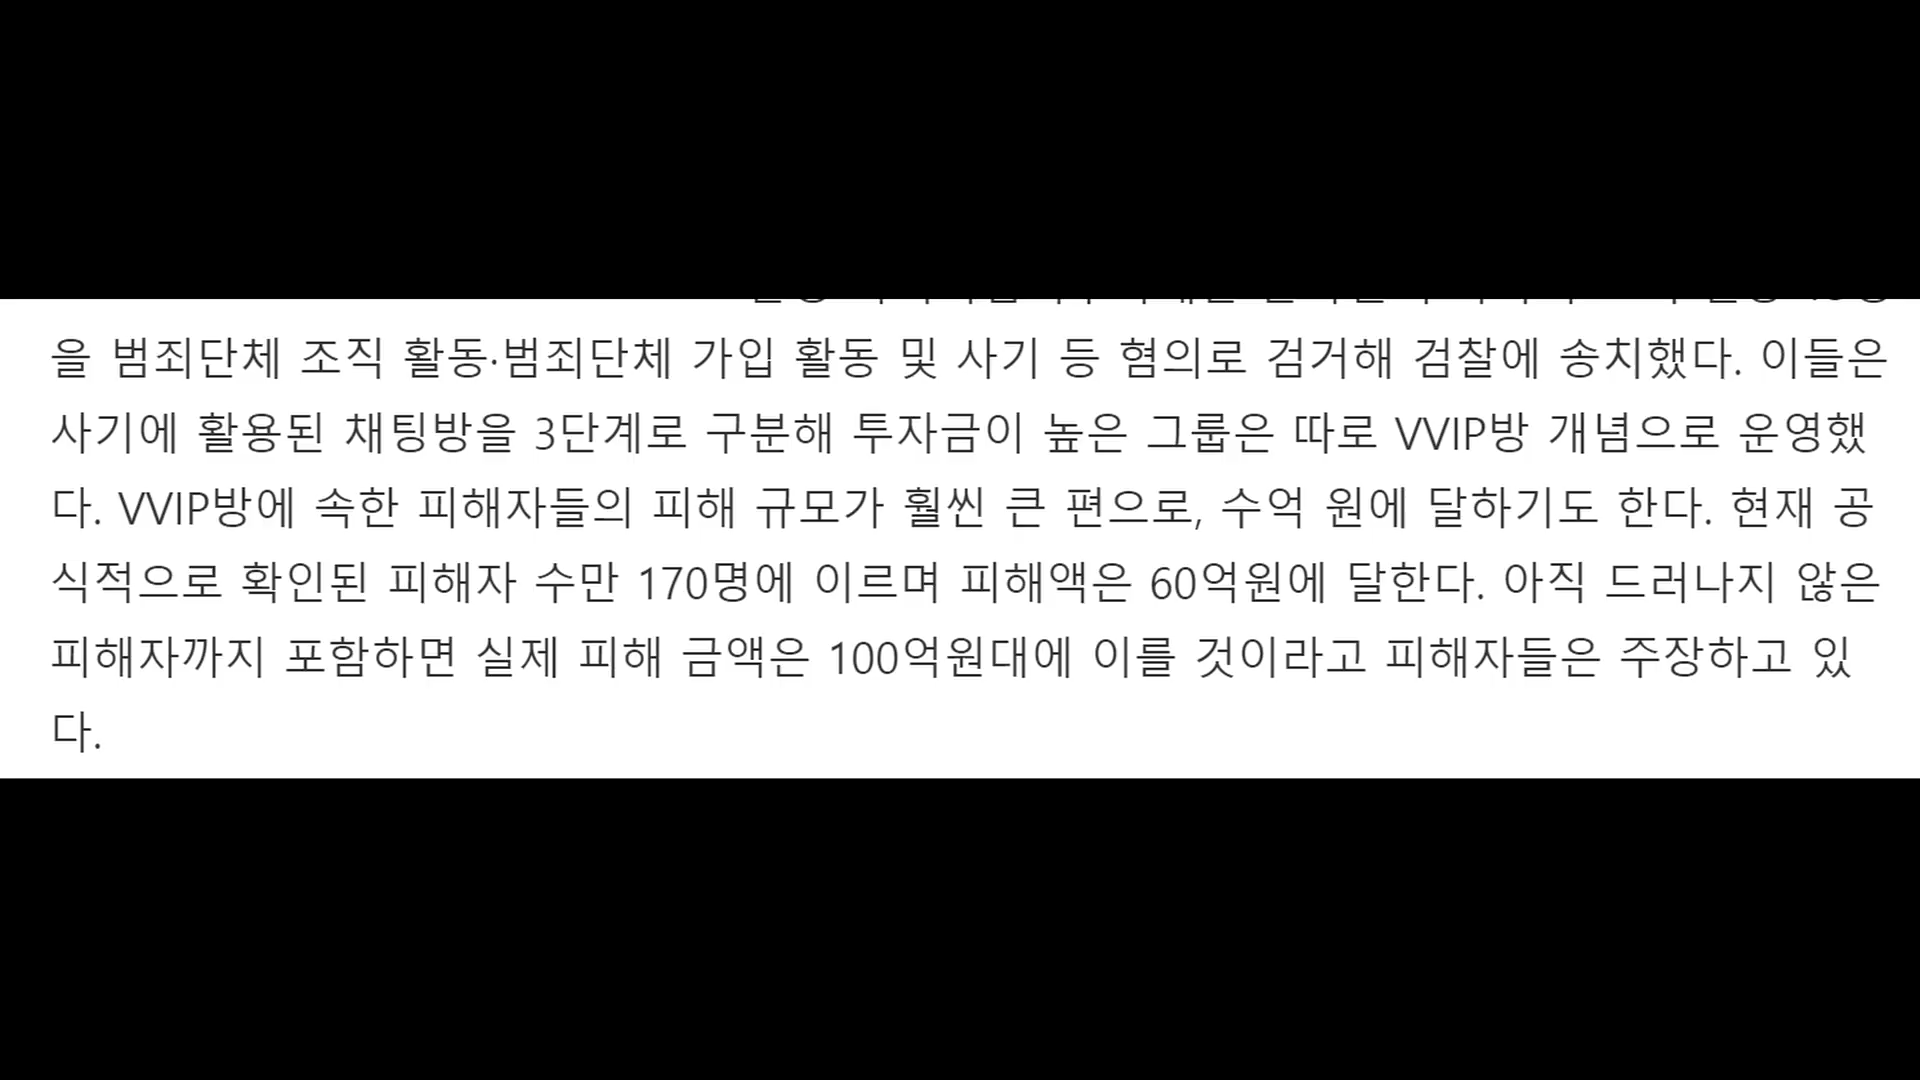 을 범죄단체 조직 활동·범죄단체 가입 활동 및 사기 등 혐의로 검거해 검찰에 송치했다. 이들은
사기에 활용된 채팅방을 3단계로 구분해 투자금이 높은 그룹은 따로 VVIP방 개념으로 운영했
다. VVIP방에 속한 피해자들의 피해 규모가 훨씬 큰 편으로, 수억 원에 달하기도 한다. 현재 공
식적으로 확인된 피해자 수만 170명에 이르며 피해액은 60억원에 달한다. 아직 드러나지 않은
피해자까지 포함하면 실제 피해 금액은 100억원대에 이를 것이라고 피해자들은 주장하고 있
다.